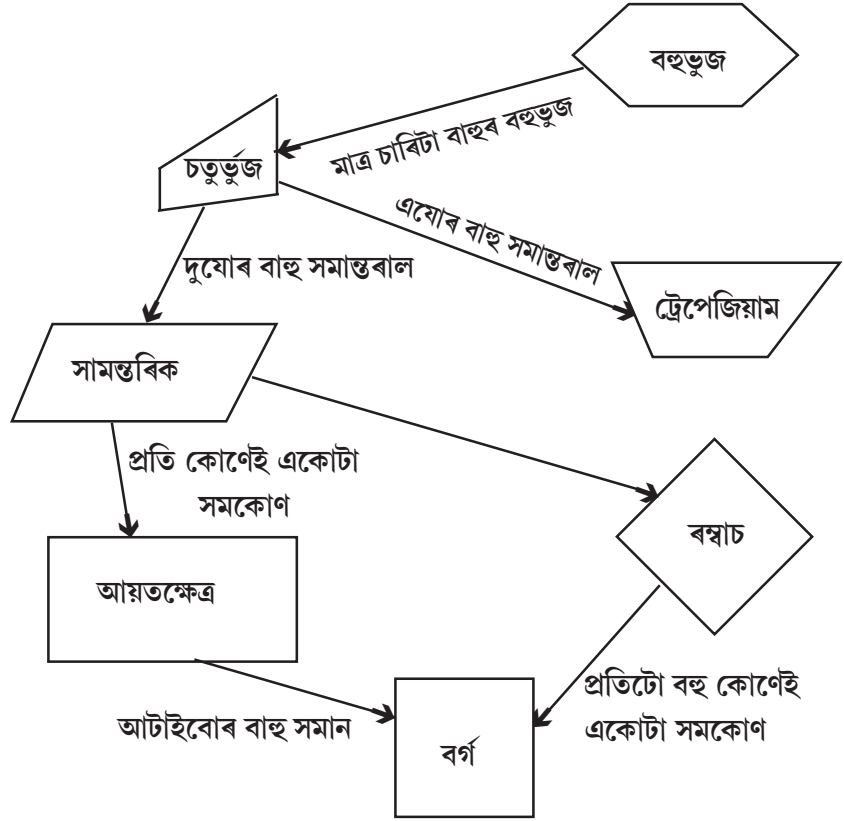 বহুভুজ
মাত্ৰ চাৰিটা বাহুৰ বহুভুজ
চতুৰ্ভুজ
এযোৰ বাহু সমান্তৰাল
দুযোৰ বাহু সমান্তৰাল
ট্ৰেপেজিয়াম
সামন্তৰিক
প্ৰতি কোণেই একোটা
সমকোণ
ৰম্বাচ
আয়তক্ষেত্ৰ
প্ৰতিটো বহু কোণেই
একোটা সমকোণ
আটাইবোৰ বাহু সমান
বৰ্গ